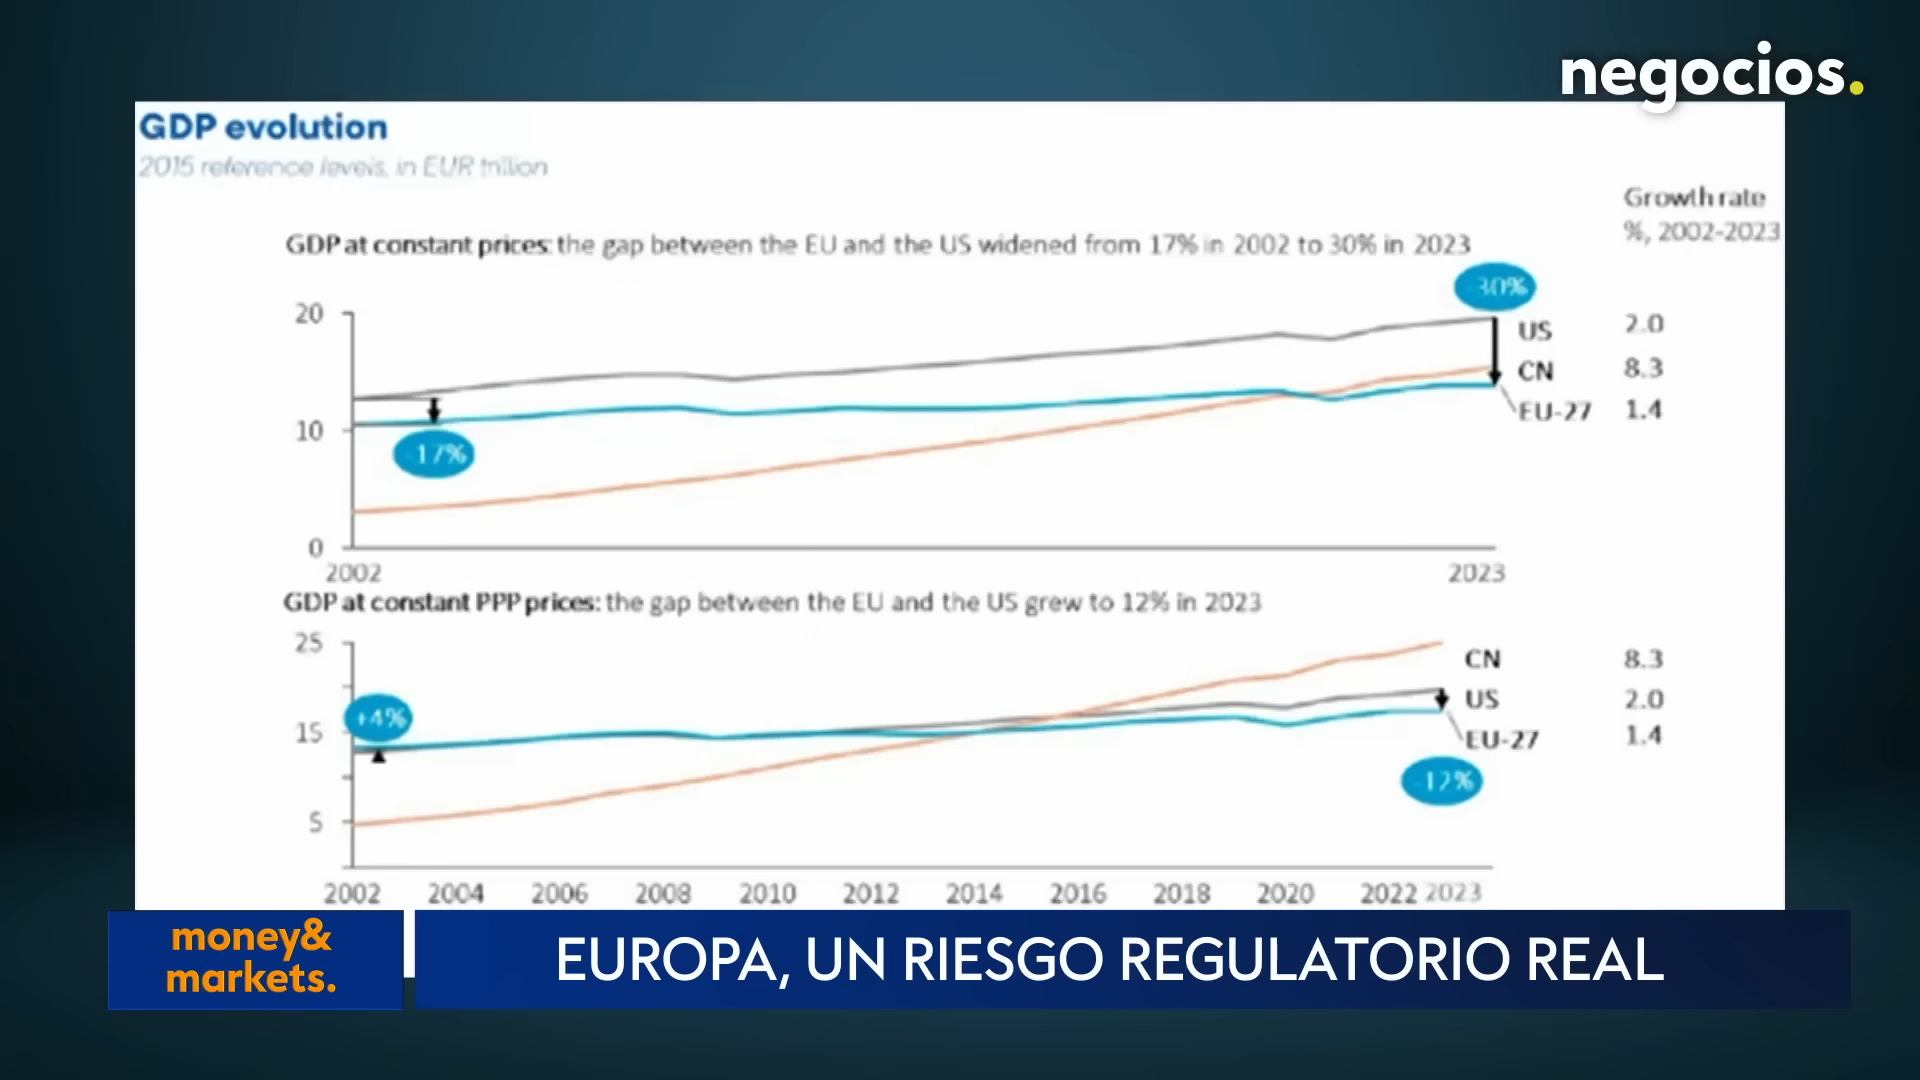 negocios.
GDP evolution
2015 reference levels, in EUR trillion
Growth rate
%, 2002-2023
GDP at constant prices: the gap between the EU and the US widened from 17% in 2002 to 30% in 2023
-30%
20
US 2.0
CN 8.3
EU-27 1.4
10
-17%
0
2002 2023
GDP at constant PPP prices: the gap between the EU and the US grew to 12% in 2023
25
CN 8.3
US 2.0
+4%
15
EU-27 1.4
-12%
5
2002 2004 2006 2008 2010 2012 2014 2016 2018 2020 2022 2023
money&
markets.
EUROPA, UN RIESGO REGULATORIO REAL